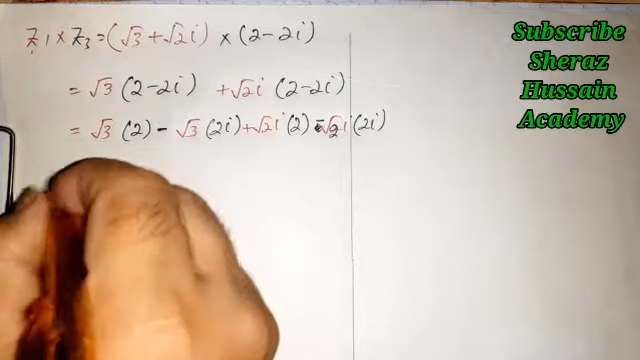 z₁ × z₃ = (√3 + √2i) × (2 - 2i)
= √3 (2 - 2i) + √2i (2 - 2i)
= √3 (2) - √3 (2i) + √2i (2) - √2i (2i)
Subscribe
Sheraz
Hussain
Academy